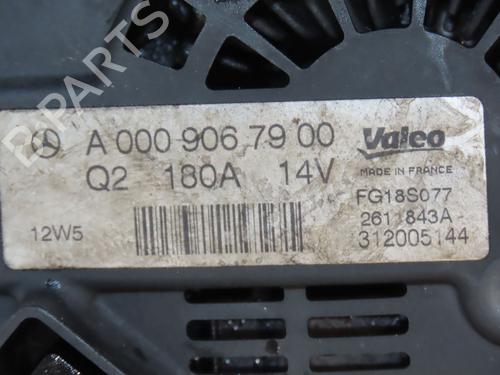 B-PARTS
A 000 906 79 00
Q2 180A 14V
12W5
Valeo
MADE IN FRANCE
FG18S077
261 843A
312005144